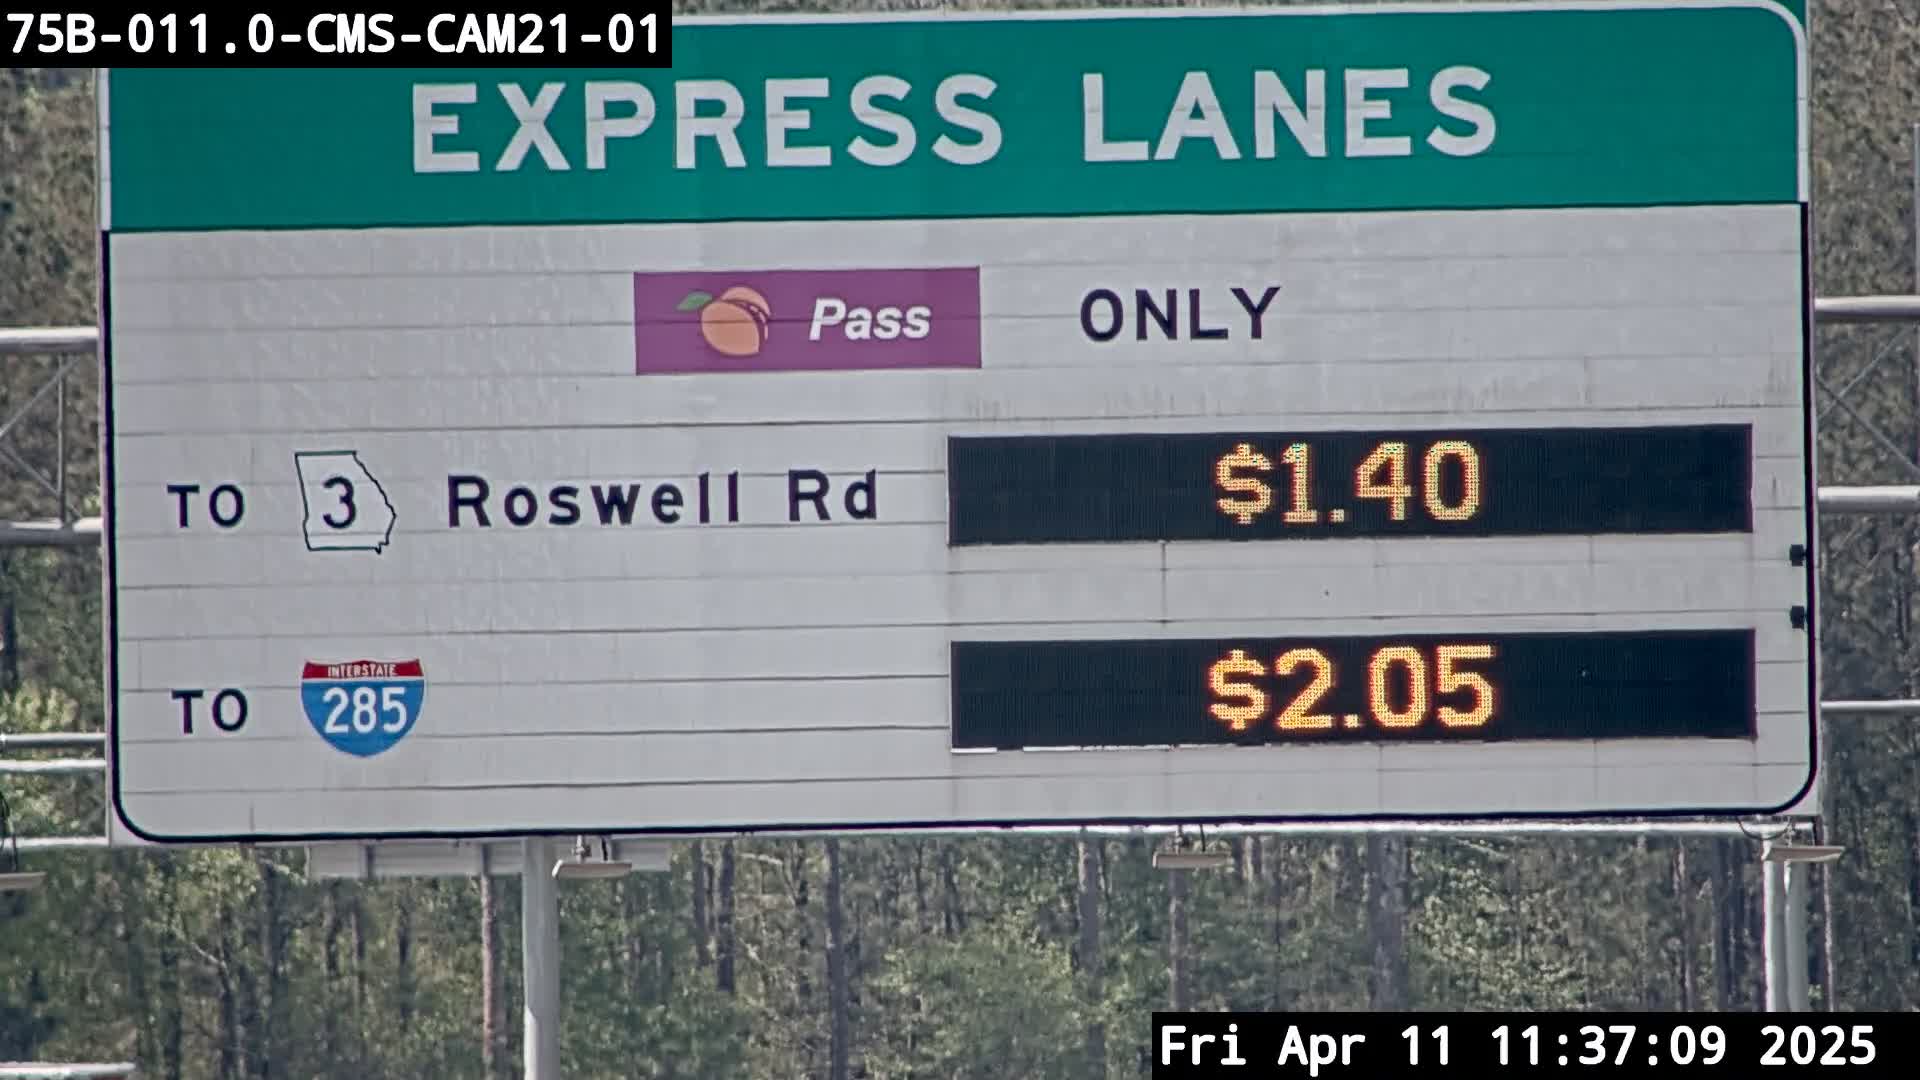 75B-011.0-CMS-CAM21-01
EXPRESS LANES
Pass ONLY
TO 3 Roswell Rd $1.40
INTERSTATE
TO 285 $2.05
Fri Apr 11 11:37:09 2025